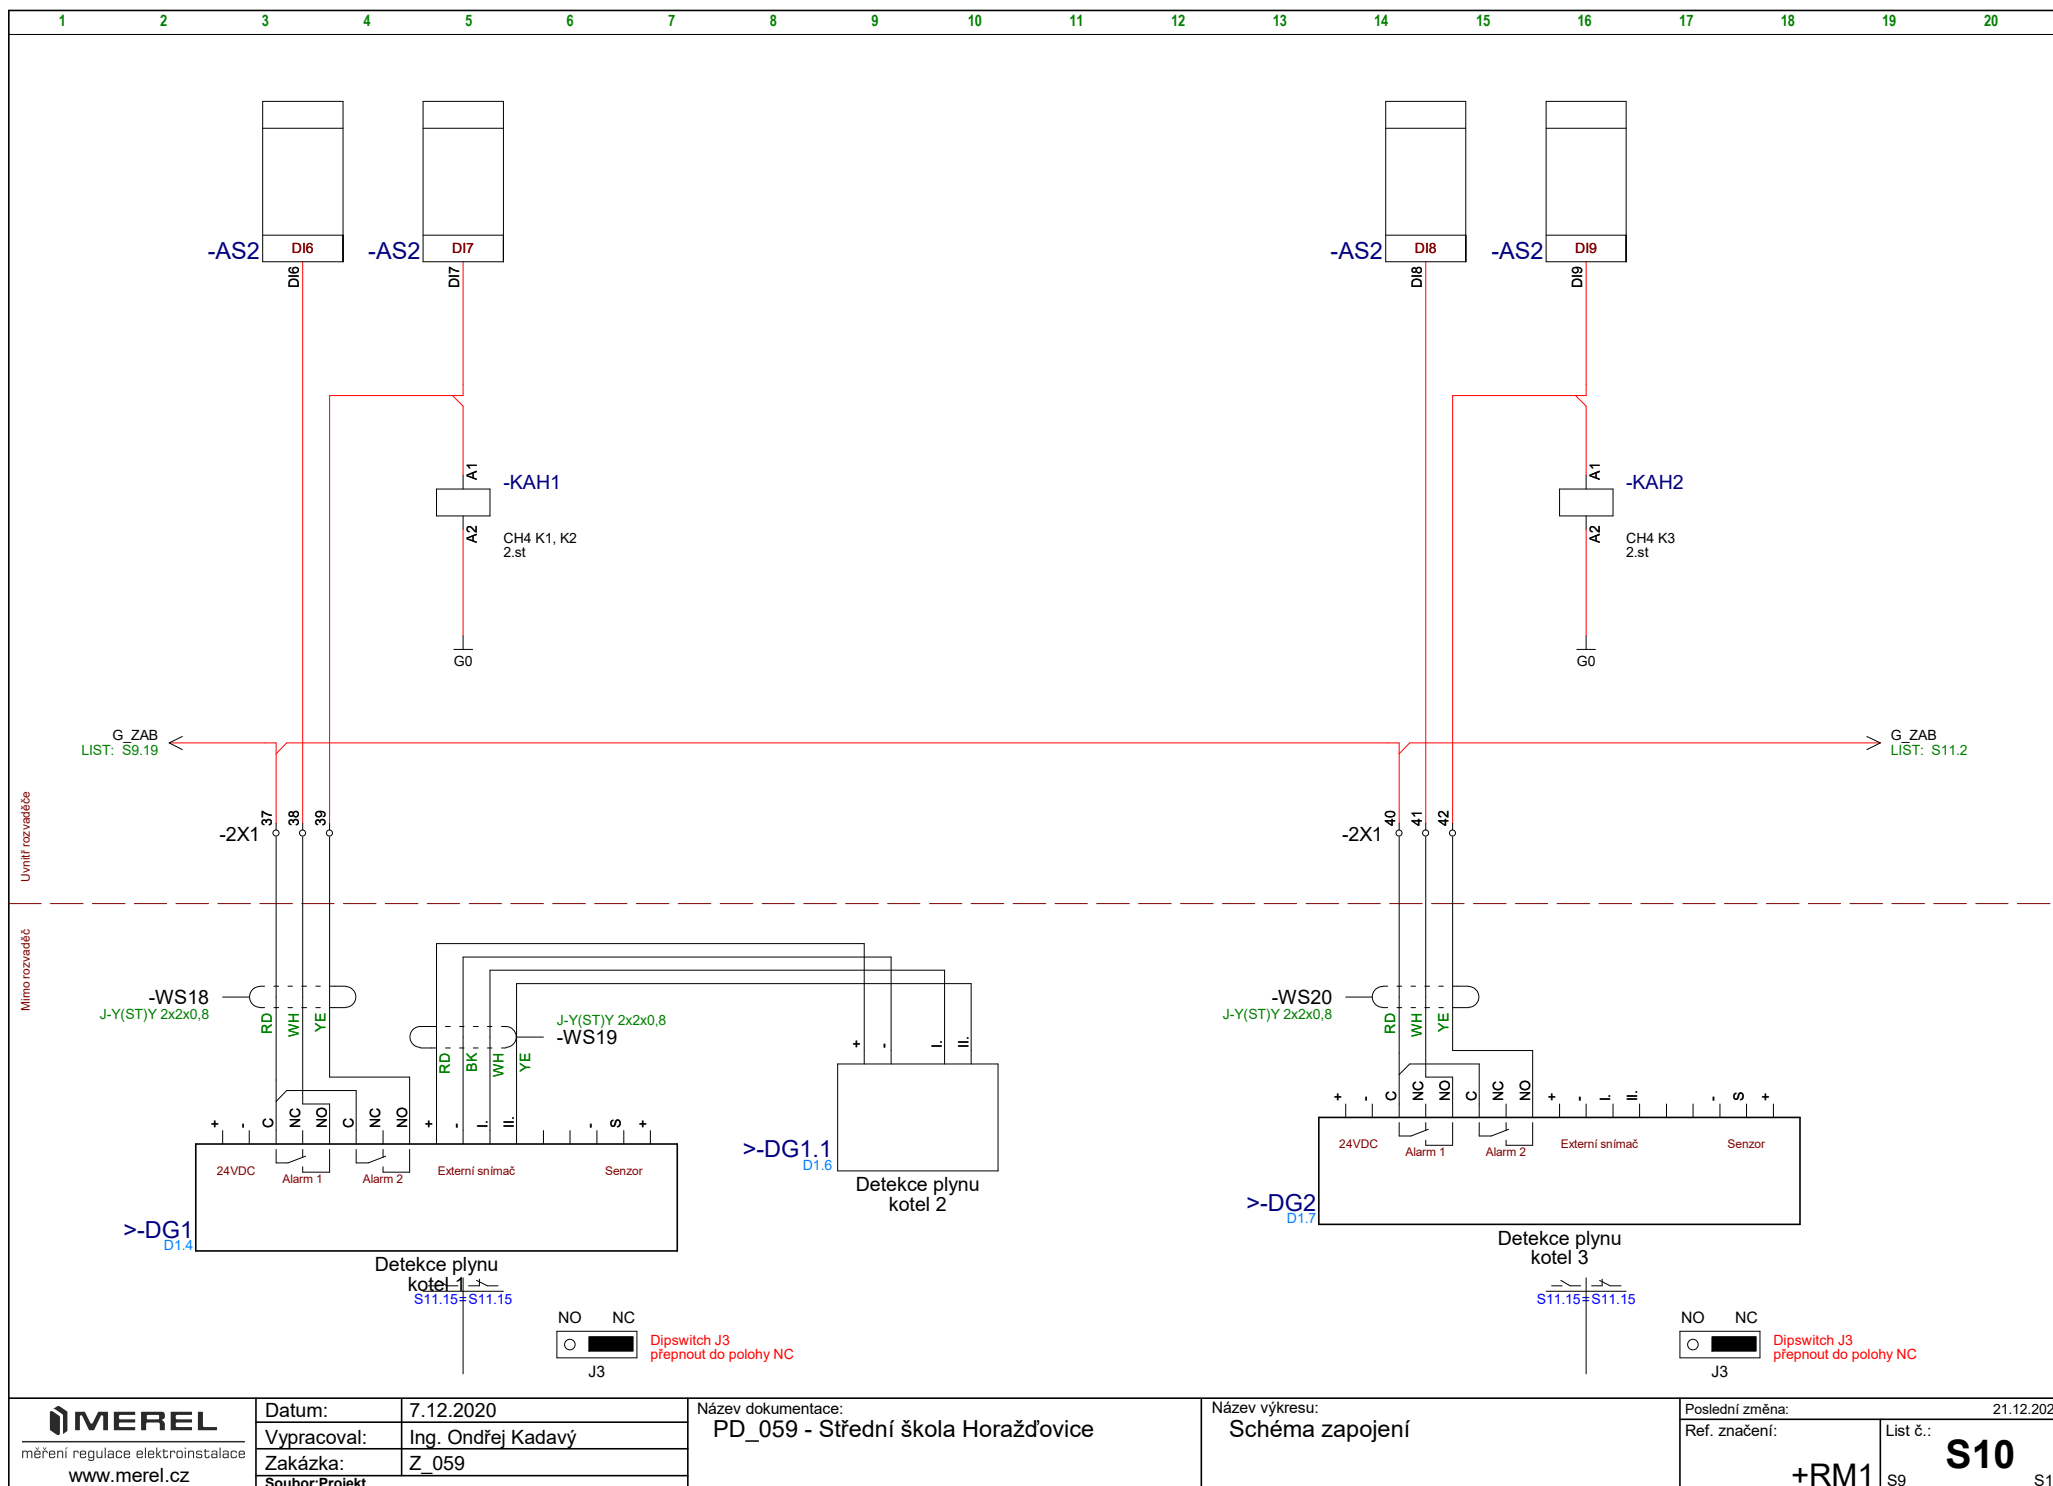 1 2 3 4 5 6 7 8 9 10 11 12 13 14 15 16 17 18 19 20
-AS2 DI6 -AS2 DI7 -AS2 DI8 -AS2 DI9
DI6 DI7 DI8 DI9
A1 -KAH1 A1 -KAH2
A2 CH4 K1, K2 A2 CH4 K3
2.st 2.st
G0 G0
G_ZAB G_ZAB
LIST: S9.19 LIST: S11.2
Uvnitř rozvaděče
-2X1 37 38 39 -2X1 40 41 42
Mimo rozvaděč
-WS18 -WS20
J-Y(ST)Y 2x2x0,8 J-Y(ST)Y 2x2x0,8
RD WH YE RD WH YE
J-Y(ST)Y 2x2x0,8
-WS19
RD BK WH YE
+ - I. II.
+ - C NC NO C NC NO + - I. II. - S +
+ - C NC NO C NC NO + - I. II. - S +
24VDC Alarm 1 Alarm 2 Externí snímač Senzor
24VDC Alarm 1 Alarm 2 Externí snímač Senzor
>-DG1.1
D1.6
Detekce plynu
kotel 2
>-DG1
D1.4
Detekce plynu
kotel 1
S11.15=S11.15
>-DG2
D1.7
Detekce plynu
kotel 3
S11.15=S11.15
NO NC
Dipswitch J3
přepnout do polohy NC
J3
NO NC
Dipswitch J3
přepnout do polohy NC
J3
MEREL
měření regulace elektroinstalace
www.merel.cz
Datum: 7.12.2020
Vypracoval: Ing. Ondřej Kadavý
Zakázka: Z_059
Soubor:Projekt
Název dokumentace:
PD_059 - Střední škola Horažďovice
Název výkresu:
Schéma zapojení
Poslední změna: 21.12.202
Ref. značení:
+RM1
List č.:
S10
S9 S1